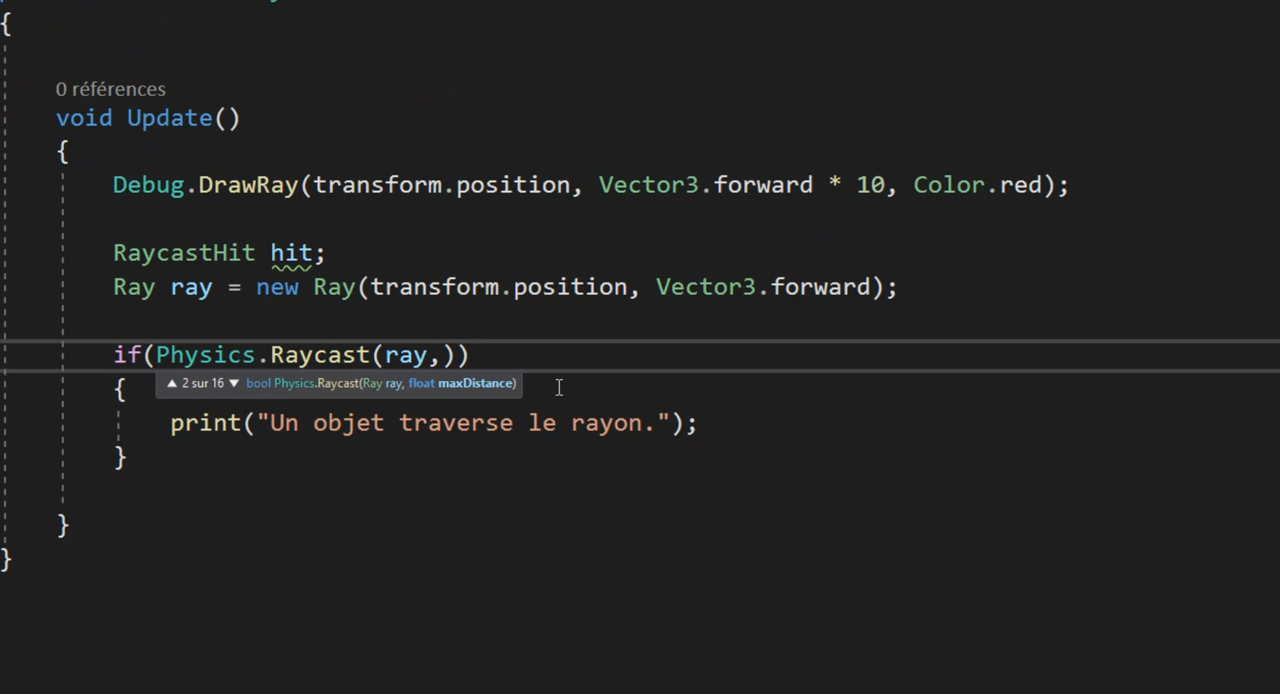 {
0 références
void Update()
{
Debug.DrawRay(transform.position, Vector3.forward * 10, Color.red);
RaycastHit hit;
Ray ray = new Ray(transform.position, Vector3.forward);
if(Physics.Raycast(ray,))
▲ 2 sur 16 ▼ bool Physics.Raycast(Ray ray, float maxDistance)
{
print("Un objet traverse le rayon.");
}
}
}